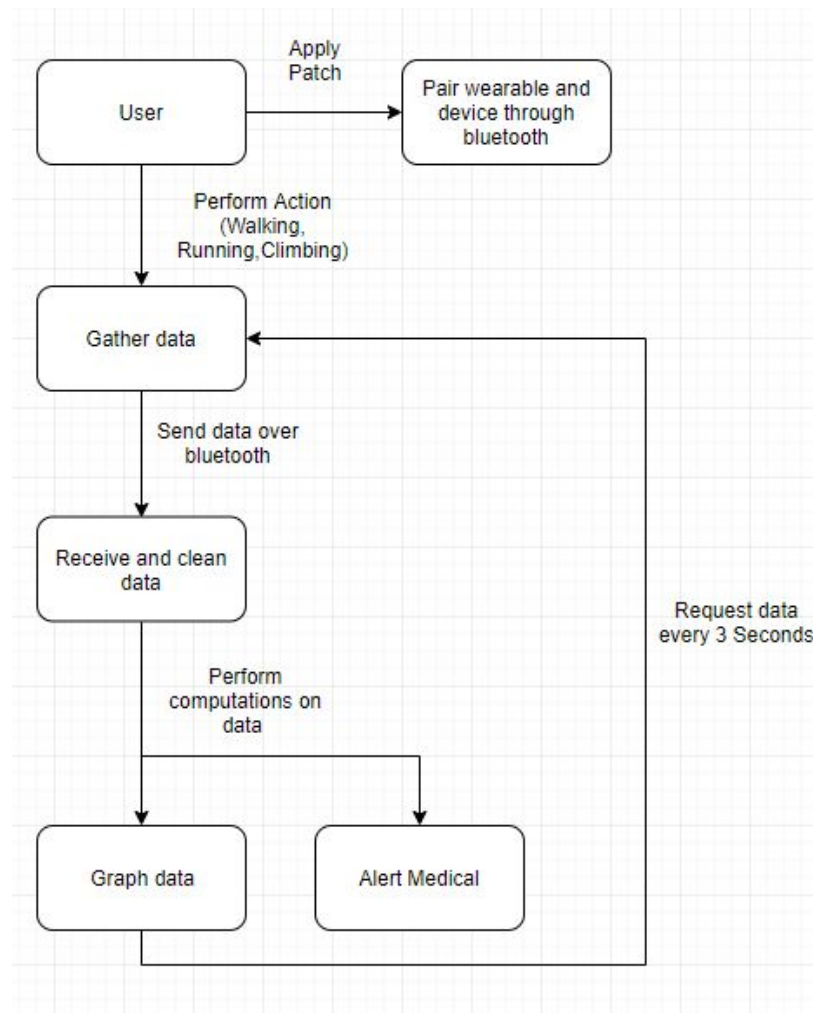 Apply
Patch
User
Pair wearable and
device through
bluetooth
Perform Action
(Walking,
Running,Climbing)
Gather data
Send data over
bluetooth
Receive and clean
data
Request data
every 3 Seconds
Perform
computations on
data
Graph data
Alert Medical